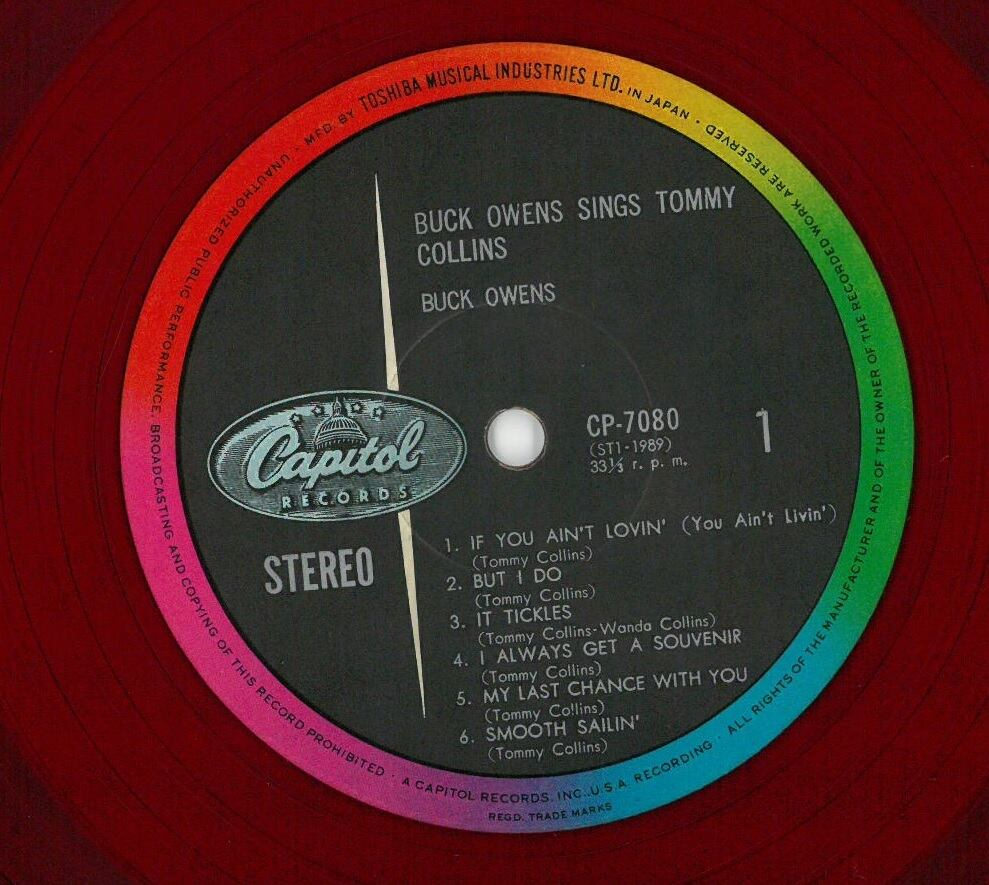 MFD. BY TOSHIBA MUSICAL INDUSTRIES LTD. IN JAPAN · ALL RIGHTS OF THE MANUFACTURER AND OF THE OWNER OF THE RECORDED WORK ARE RESERVED ·
UNAUTHORIZED PUBLIC PERFORMANCE, BROADCASTING AND COPYING OF THIS RECORD PROHIBITED · A CAPITOL RECORDS, INC., U.S.A. RECORDING ·
REGD. TRADE MARKS
BUCK OWENS SINGS TOMMY
COLLINS
BUCK OWENS
Capitol
RECORDS
STEREO
CP-7080
(ST1-1989)
33⅓ r. p. m.
1
1. IF YOU AIN'T LOVIN' (You Ain't Livin')
(Tommy Collins)
2. BUT I DO
(Tommy Collins)
3. IT TICKLES
(Tommy Collins-Wanda Collins)
4. I ALWAYS GET A SOUVENIR
(Tommy Collins)
5. MY LAST CHANCE WITH YOU
(Tommy Collins)
6. SMOOTH SAILIN'
(Tommy Collins)